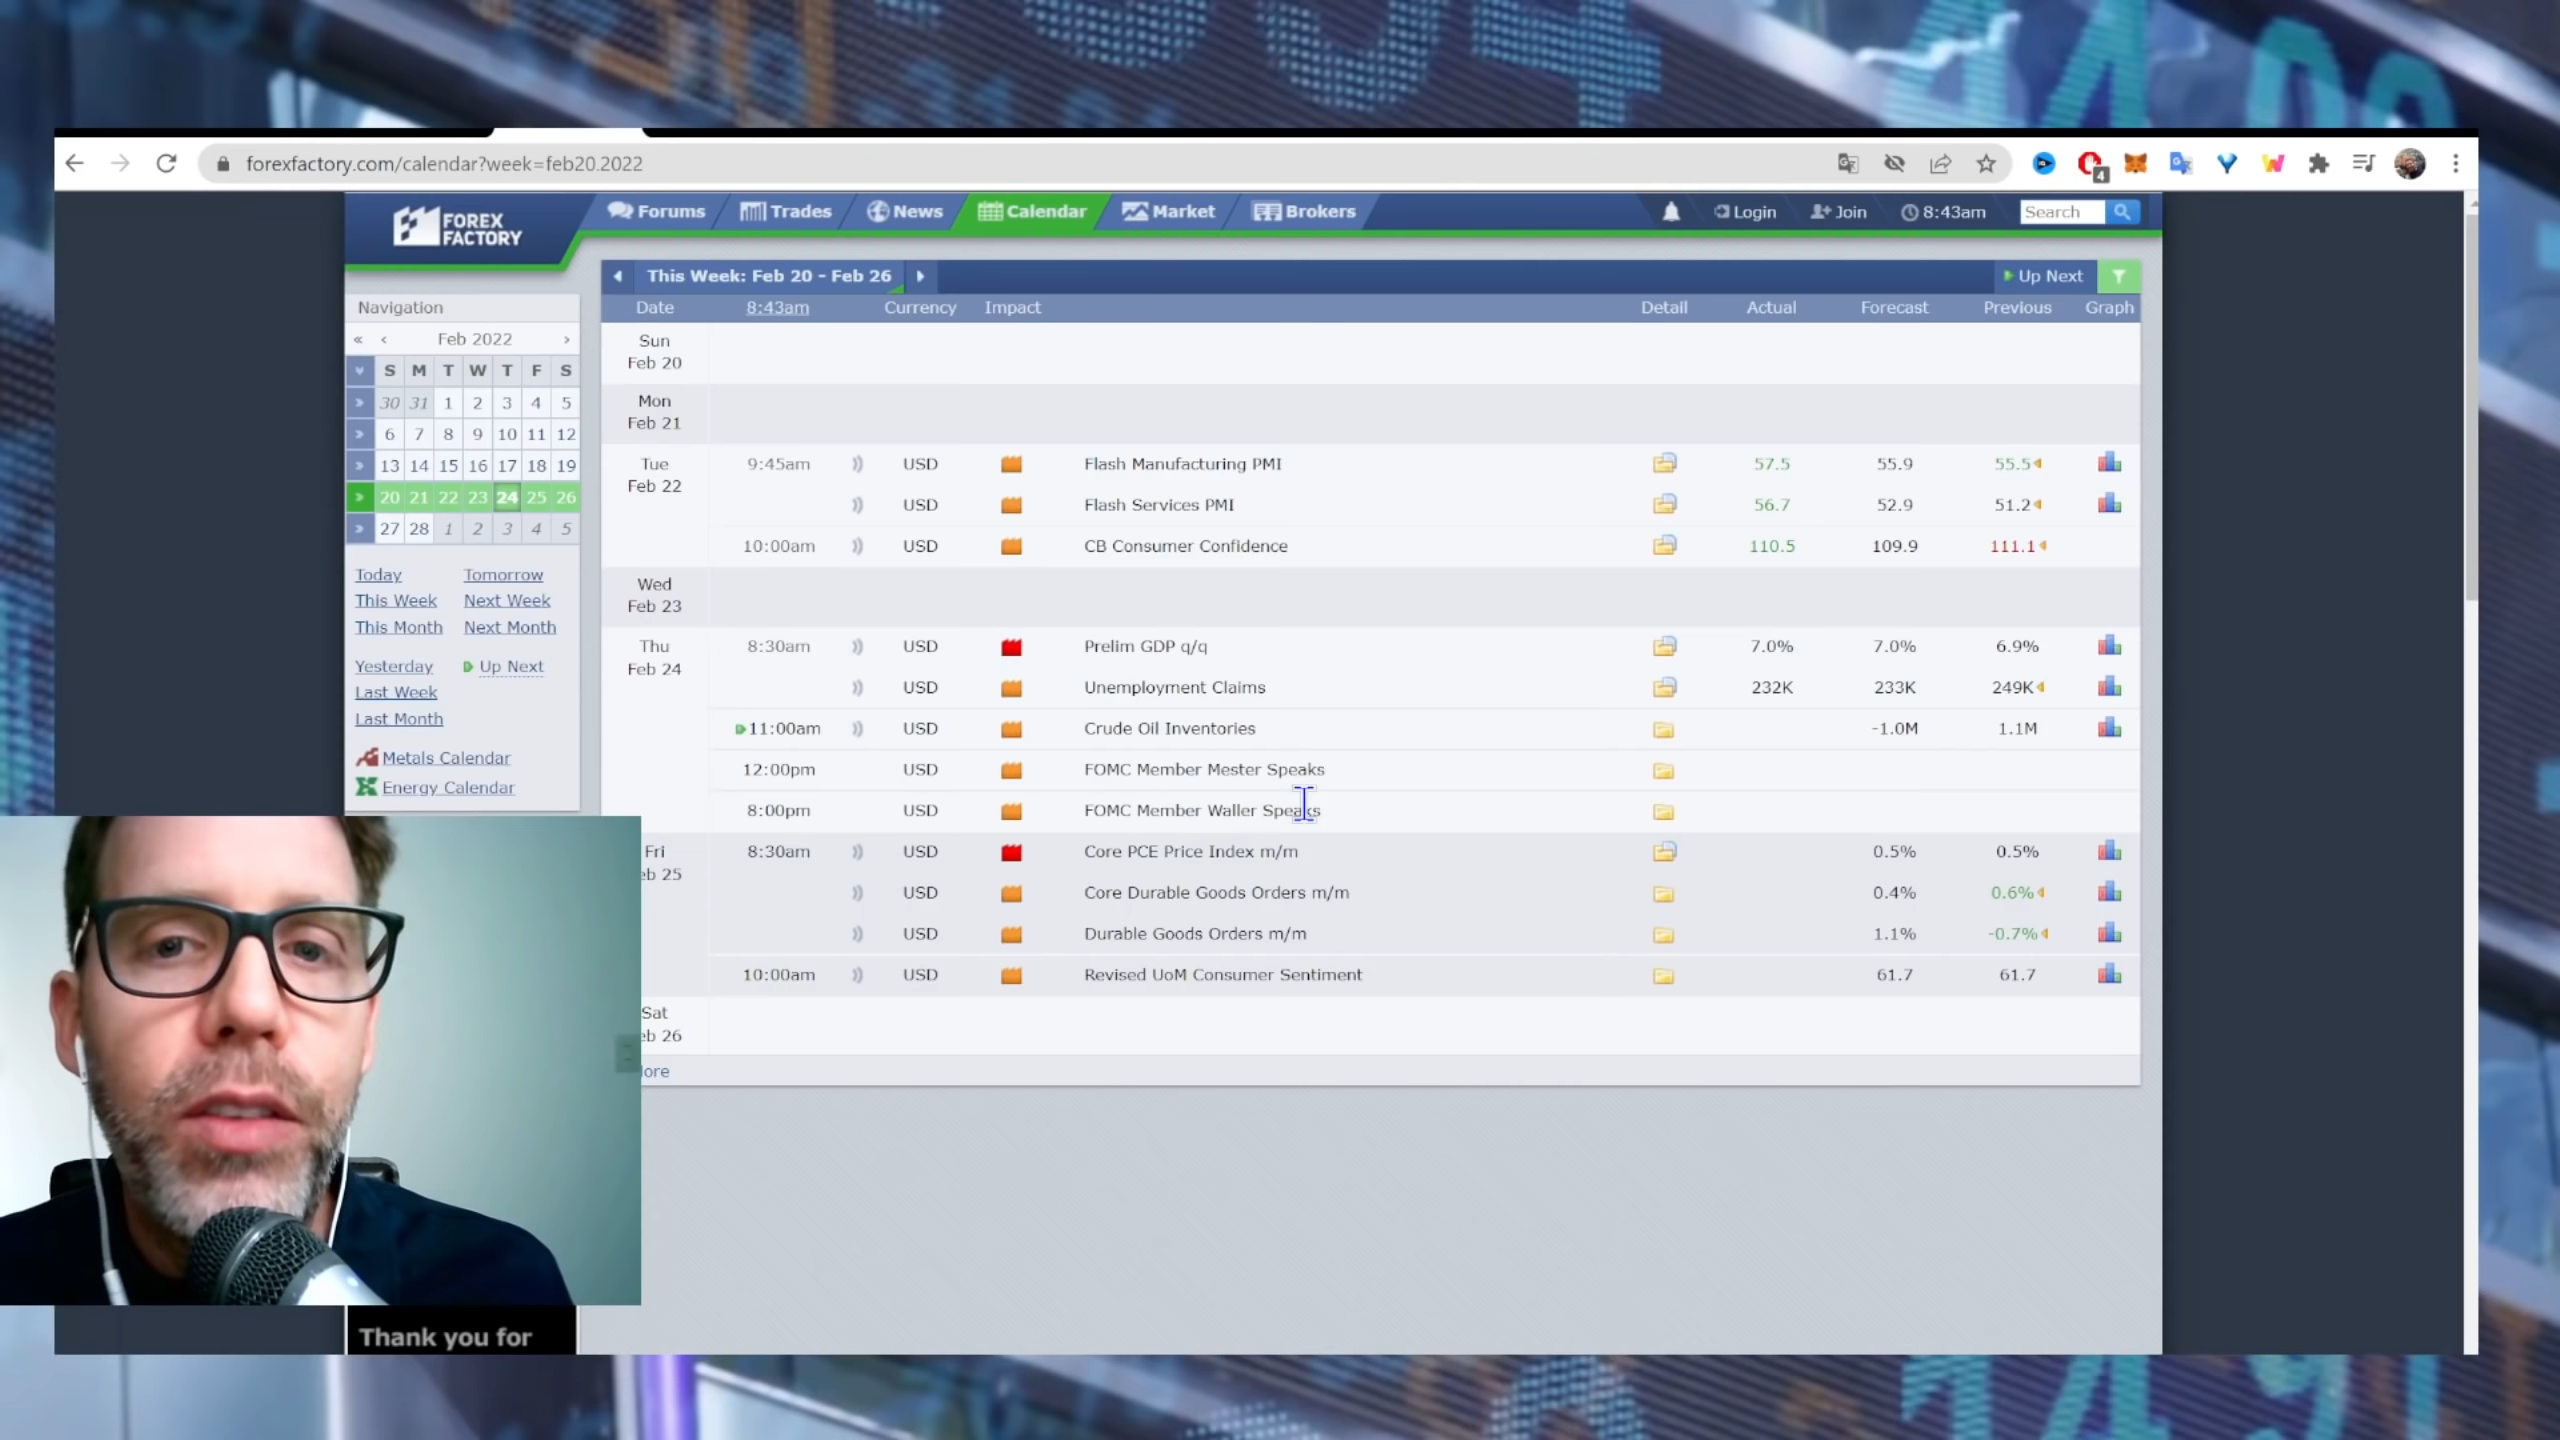 forexfactory.com/calendar?week=feb20.2022
4
FOREX FACTORY
Forums Trades News Calendar Market Brokers Login Join 8:43am Search
This Week: Feb 20 - Feb 26 Up Next
Date 8:43am Currency Impact Detail Actual Forecast Previous Graph
Navigation
« ‹ Feb 2022 ›
S M T W T F S
30 31 1 2 3 4 5
6 7 8 9 10 11 12
13 14 15 16 17 18 19
20 21 22 23 24 25 26
27 28 1 2 3 4 5
Today Tomorrow
This Week Next Week
This Month Next Month
Yesterday Up Next
Last Week
Last Month
Metals Calendar
Energy Calendar
Sun
Feb 20
Mon
Feb 21
Tue
Feb 22
9:45am USD Flash Manufacturing PMI 57.5 55.9 55.5
USD Flash Services PMI 56.7 52.9 51.2
10:00am USD CB Consumer Confidence 110.5 109.9 111.1
Wed
Feb 23
Thu
Feb 24
8:30am USD Prelim GDP q/q 7.0% 7.0% 6.9%
USD Unemployment Claims 232K 233K 249K
11:00am USD Crude Oil Inventories -1.0M 1.1M
12:00pm USD FOMC Member Mester Speaks
8:00pm USD FOMC Member Waller Speaks
Fri
eb 25
8:30am USD Core PCE Price Index m/m 0.5% 0.5%
USD Core Durable Goods Orders m/m 0.4% 0.6%
USD Durable Goods Orders m/m 1.1% -0.7%
10:00am USD Revised UoM Consumer Sentiment 61.7 61.7
Sat
eb 26
ore
Thank you for